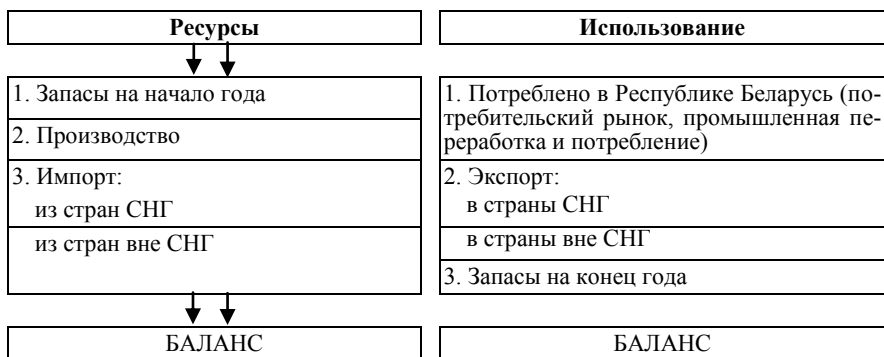 Ресурсы
1. Запасы на начало года
2. Производство
3. Импорт:
из стран СНГ
из стран вне СНГ
БАЛАНС
Использование
1. Потреблено в Республике Беларусь (по-
требительский рынок, промышленная пе-
реработка и потребление)
2. Экспорт:
в страны СНГ
в страны вне СНГ
3. Запасы на конец года
БАЛАНС